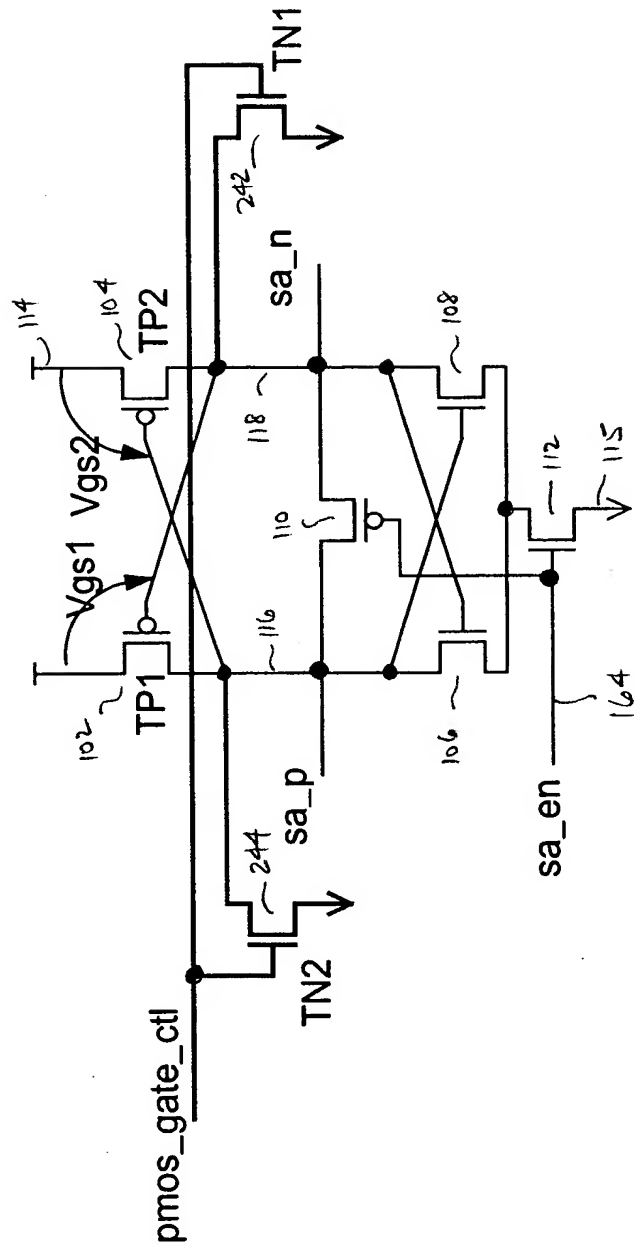 pmos_gate_ctl
114
Vgs1
Vgs2
102
TP1
104
TP2
TN1
242
244
TN2
116
118
sa_p
sa_n
110
106
108
112
115
sa_en
164